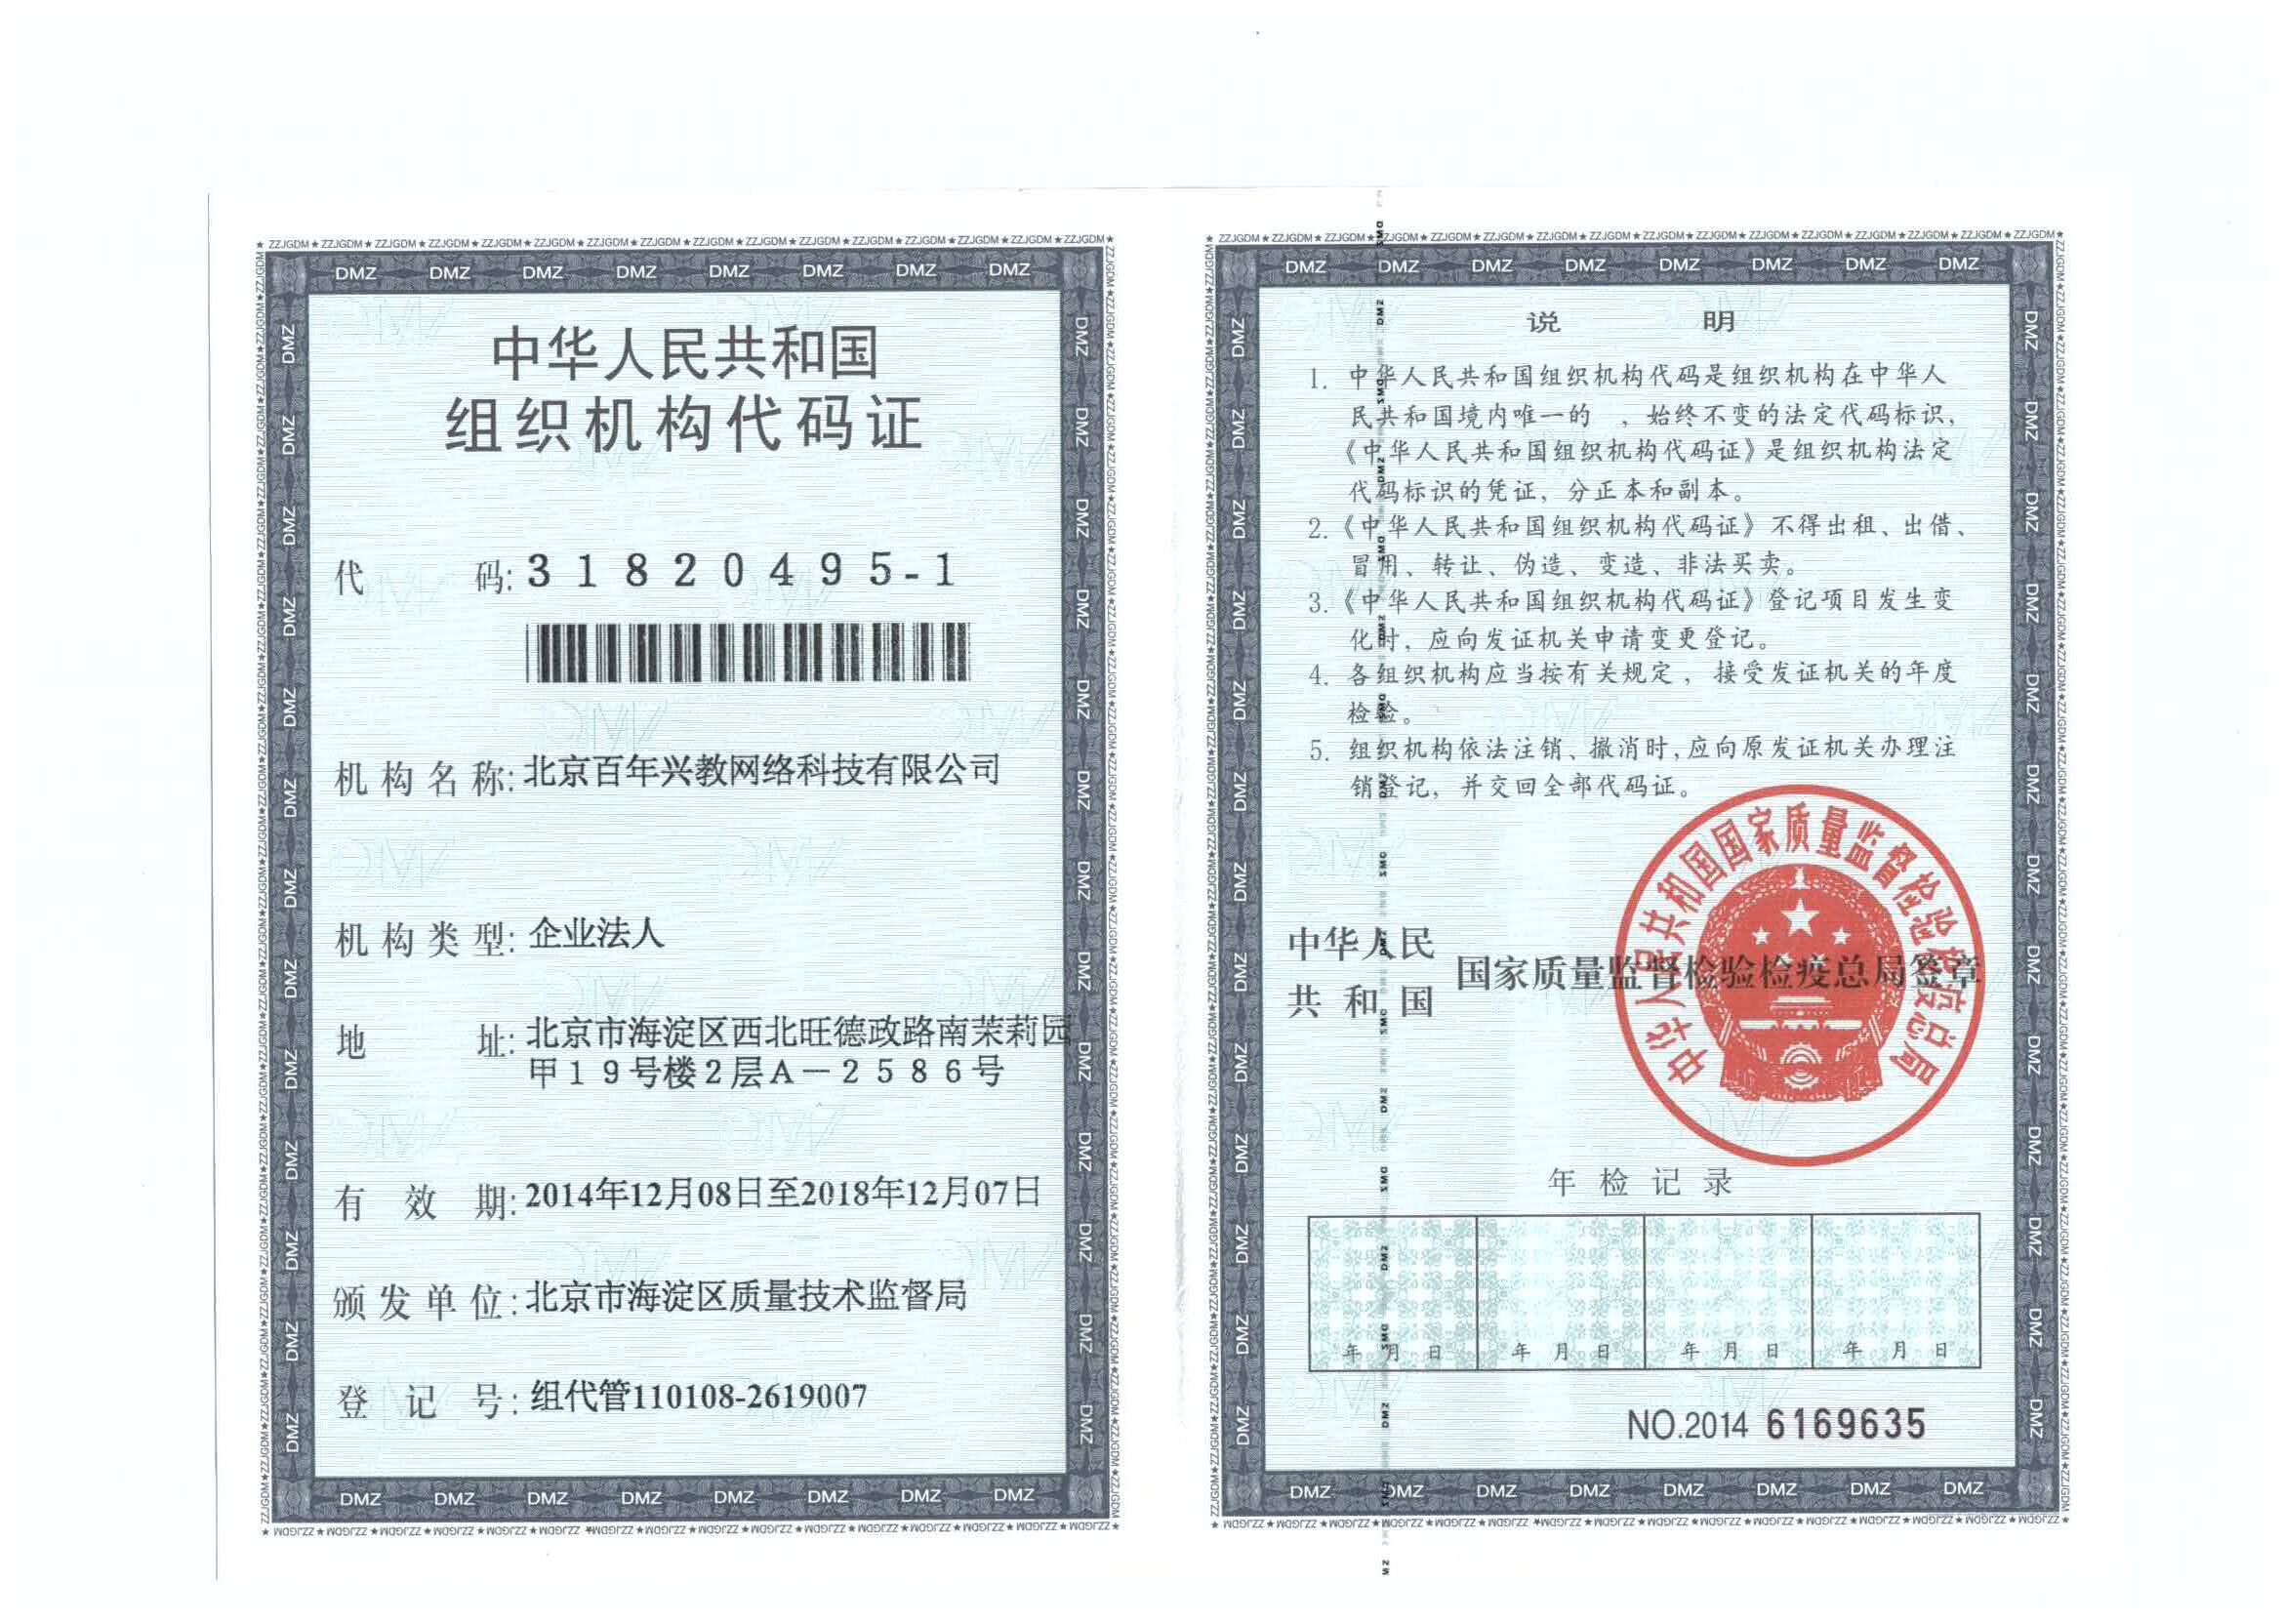 中华人民共和国
组织机构代码证
代 码: 31820495-1
机构名称: 北京百年兴教网络科技有限公司
机构类型: 企业法人
地 址: 北京市海淀区西北旺德政路南茉莉园
甲19号楼2层A－2586号
有 效 期: 2014年12月08日至2018年12月07日
颁发单位: 北京市海淀区质量技术监督局
登 记 号: 组代管110108-2619007
说 明
1. 中华人民共和国组织机构代码是组织机构在中华人
民共和国境内唯一的 ，始终不变的法定代码标识，
《中华人民共和国组织机构代码证》是组织机构法定
代码标识的凭证，分正本和副本。
2.《中华人民共和国组织机构代码证》不得出租、出借、
冒用、转让、伪造、变造、非法买卖。
3.《中华人民共和国组织机构代码证》登记项目发生变
化时，应向发证机关申请变更登记。
4. 各组织机构应当按有关规定，接受发证机关的年度
检验。
5. 组织机构依法注销、撤消时,应向原发证机关办理注
销登记，并交回全部代码证。
中华人民
共和国
国家质量监督检验检疫总局签章
中华人民共和国国家质量监督检验检疫总局
年检记录
年 月 日 年 月 日 年 月 日 年 月 日
NO.2014 6169635